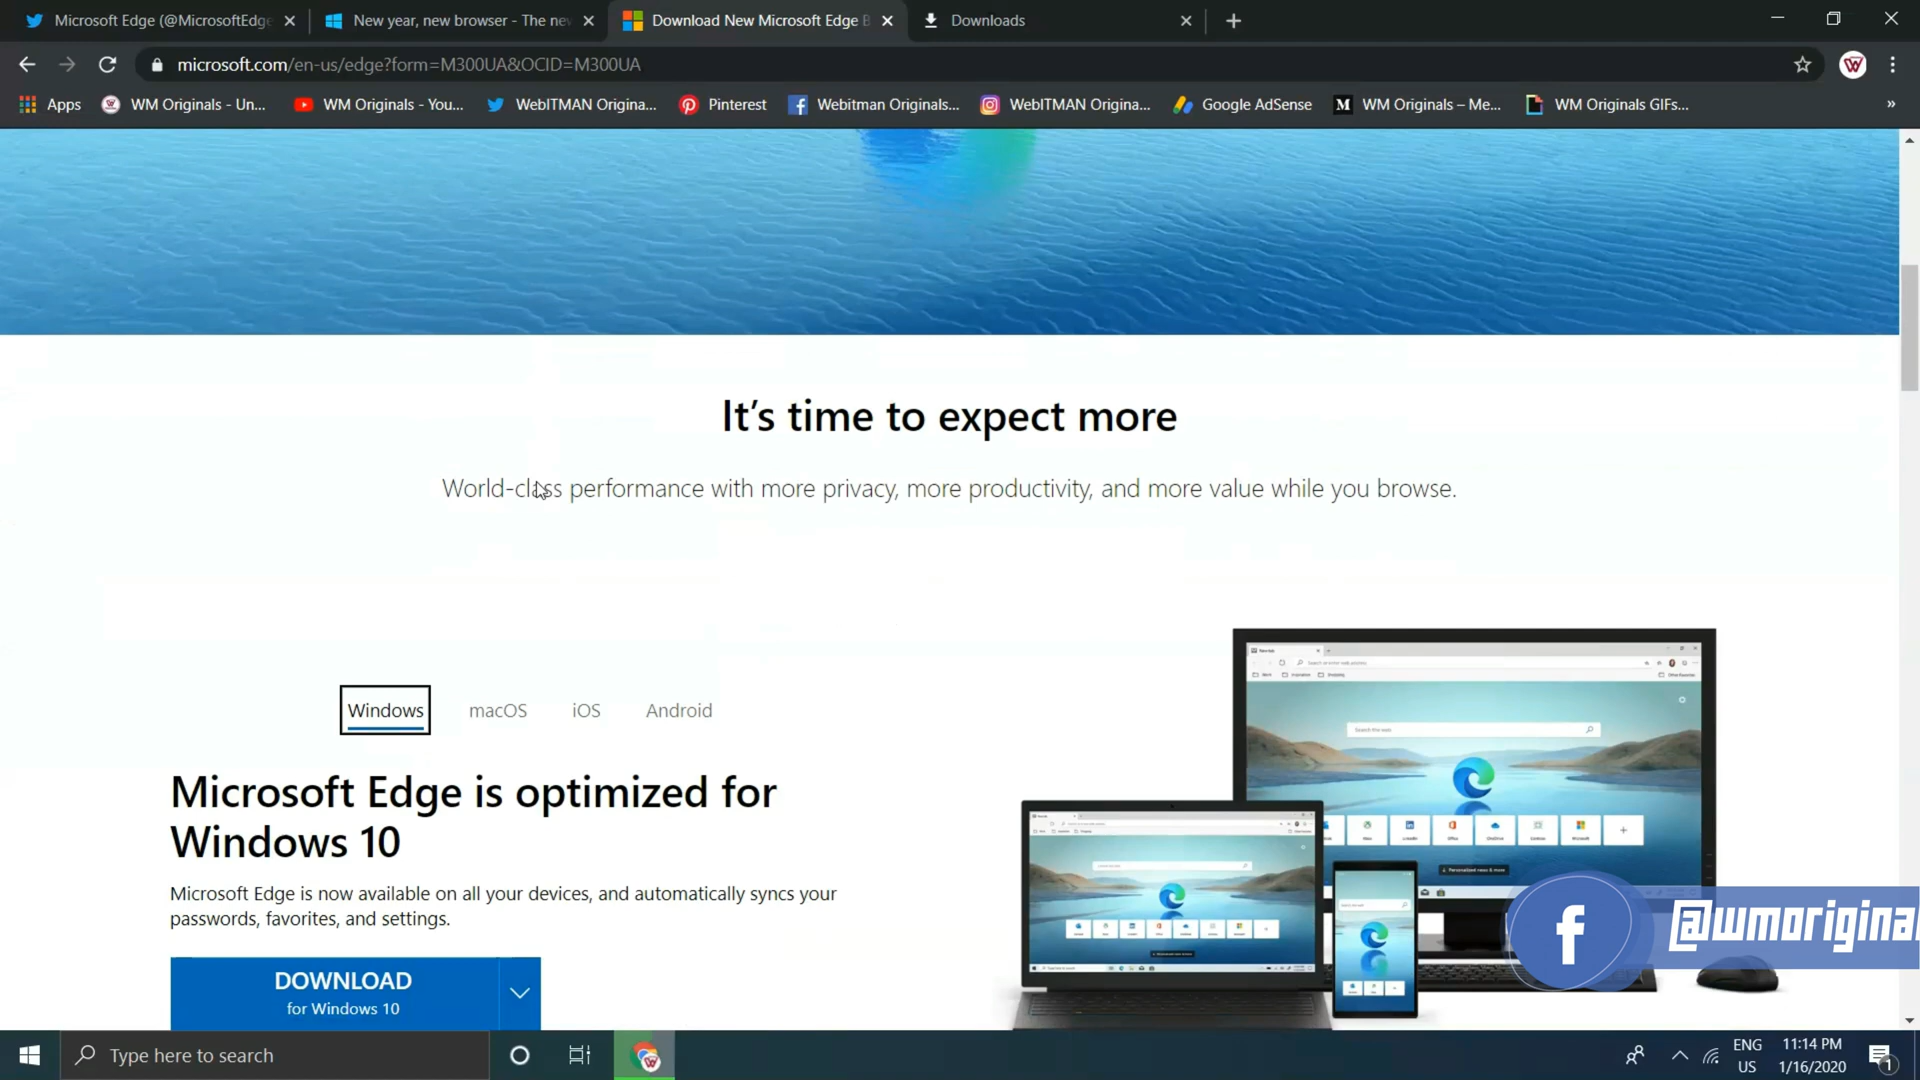 Microsoft Edge (@MicrosoftEdge
New year, new browser - The new
Download New Microsoft Edge B
Downloads
microsoft.com/en-us/edge?form=M300UA&OCID=M300UA
Apps
WM Originals - Un...
WM Originals - You...
WebITMAN Origina...
Pinterest
Webitman Originals...
WebITMAN Origina...
Google AdSense
WM Originals – Me...
WM Originals GIFs...
»
It's time to expect more
World-class performance with more privacy, more productivity, and more value while you browse.
Windows
macOS
iOS
Android
Microsoft Edge is optimized for
Windows 10
Microsoft Edge is now available on all your devices, and automatically syncs your
passwords, favorites, and settings.
DOWNLOAD
for Windows 10
Search the web
@wmoriginal
Type here to search
ENG
US
11:14 PM
1/16/2020
1